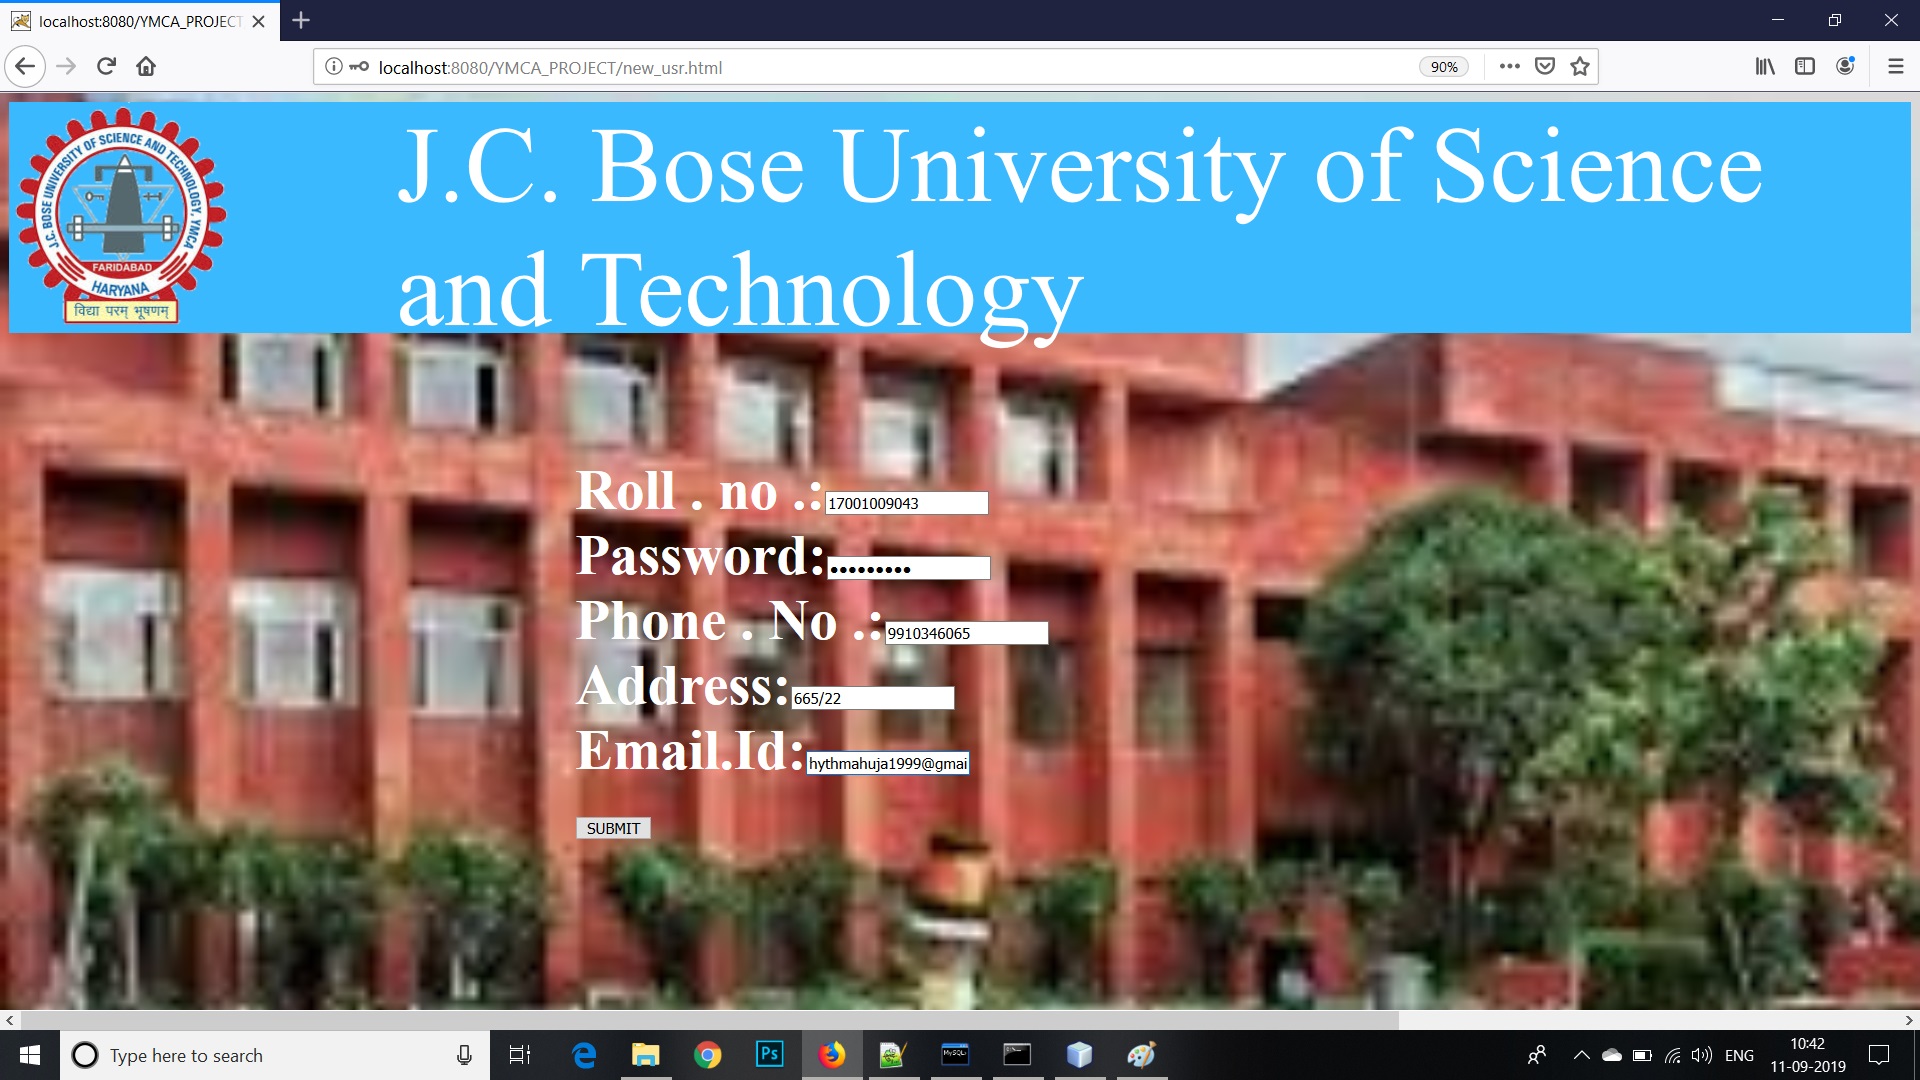 localhost:8080/YMCA_PROJECT
localhost:8080/YMCA_PROJECT/new_usr.html
90%
J.C. BOSE UNIVERSITY OF SCIENCE AND TECHNOLOGY, YMCA
FARIDABAD
HARYANA
विद्या परम् भूषणम्
J.C. Bose University of Science
and Technology
Roll . no .:17001009043
Password:•••••••••
Phone . No .:9910346065
Address:665/22
Email.Id:hythmahuja1999@gmai
SUBMIT
Type here to search
Ps
MySQL
ENG
10:42
11-09-2019